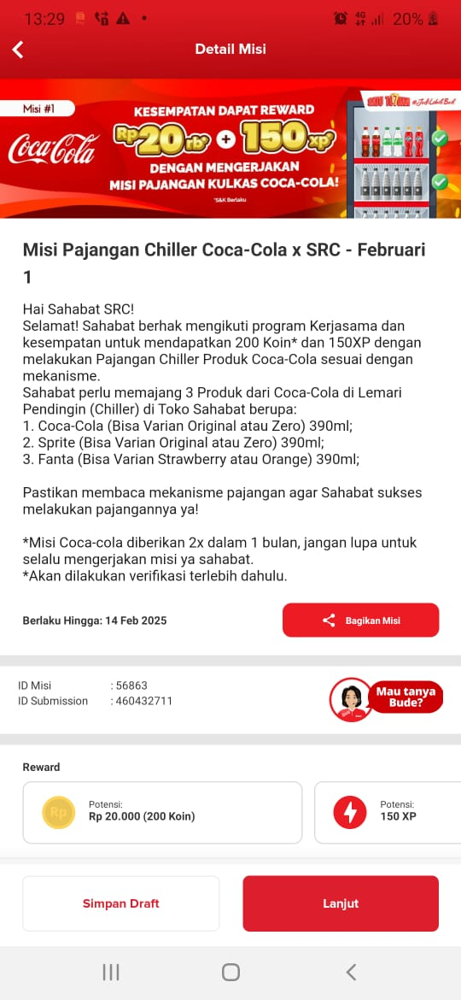 13:29
4G
20%
Detail Misi
Misi #1
Coca-Cola
KESEMPATAN DAPAT REWARD
Rp20rb* + 150xp*
DENGAN MENGERJAKAN
MISI PAJANGAN KULKAS COCA-COLA!
*S&K Berlaku
Misi Pajangan Chiller Coca-Cola x SRC - Februari
1
Hai Sahabat SRC!
Selamat! Sahabat berhak mengikuti program Kerjasama dan
kesempatan untuk mendapatkan 200 Koin* dan 150XP dengan
melakukan Pajangan Chiller Produk Coca-Cola sesuai dengan
mekanisme.
Sahabat perlu memajang 3 Produk dari Coca-Cola di Lemari
Pendingin (Chiller) di Toko Sahabat berupa:
1. Coca-Cola (Bisa Varian Original atau Zero) 390ml;
2. Sprite (Bisa Varian Original atau Zero) 390ml;
3. Fanta (Bisa Varian Strawberry atau Orange) 390ml;
Pastikan membaca mekanisme pajangan agar Sahabat sukses
melakukan pajangannya ya!
*Misi Coca-cola diberikan 2x dalam 1 bulan, jangan lupa untuk
selalu mengerjakan misi ya sahabat.
*Akan dilakukan verifikasi terlebih dahulu.
Berlaku Hingga: 14 Feb 2025
Bagikan Misi
ID Misi : 56863
ID Submission : 460432711
Mau tanya
Bude?
Reward
Rp
Potensi:
Rp 20.000 (200 Koin)
Potensi:
150 XP
Simpan Draft
Lanjut